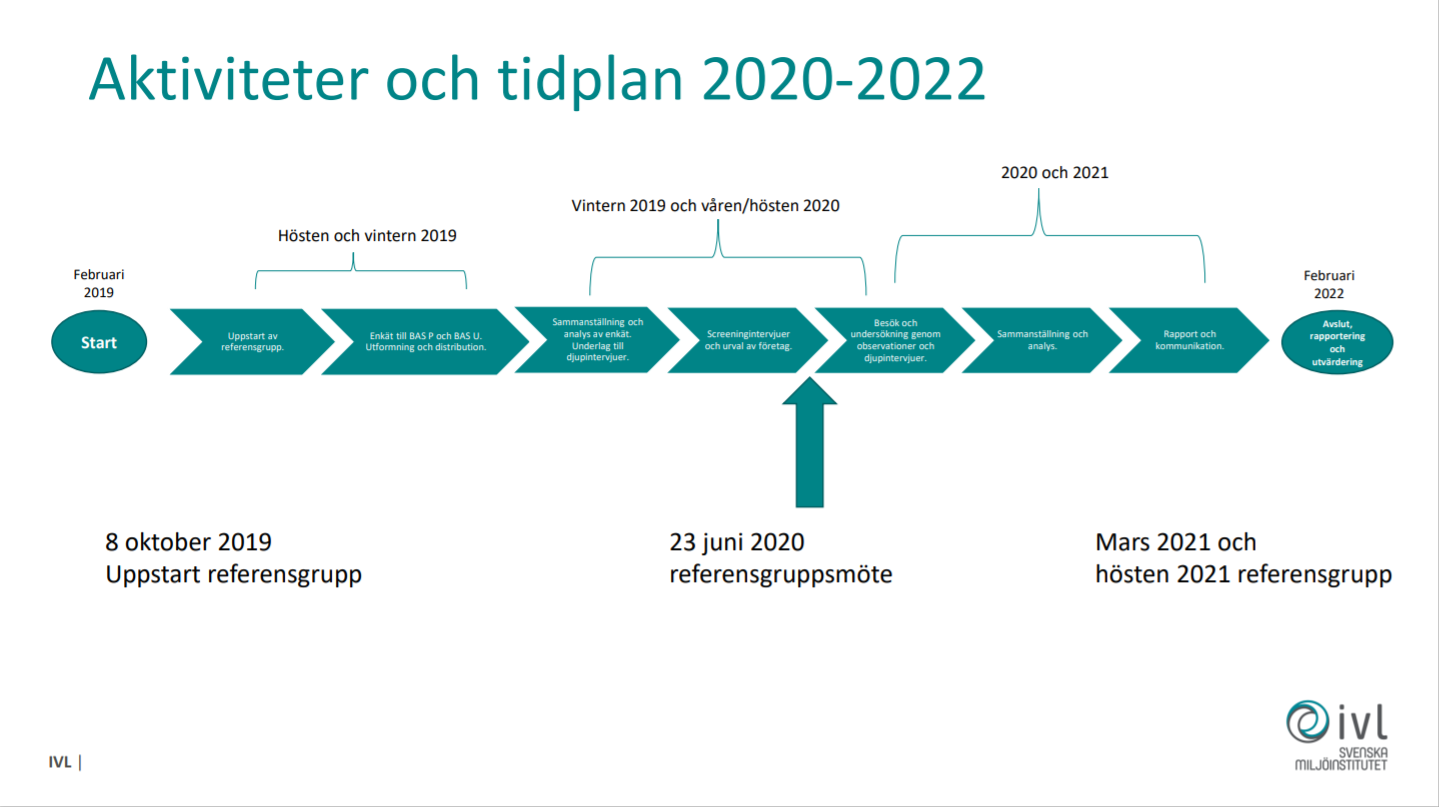 Aktiviteter och tidplan 2020-2022
2020 och 2021
Vintern 2019 och våren/hösten 2020
Hösten och vintern 2019
Februari
2019
Februari
2022
Start
Uppstart av
referensgrupp.
Enkät till BAS P och BAS U.
Utformning och distribution.
Sammanställning och
analys av enkät.
Underlag till
djupintervjuer.
Screeningintervjuer
och urval av företag.
Besök och
undersökning genom
observationer och
djupintervjuer.
Sammanställning och
analys.
Rapport och
kommunikation.
Avslut,
rapportering
och
utvärdering
8 oktober 2019
Uppstart referensgrupp
23 juni 2020
referensgruppsmöte
Mars 2021 och
hösten 2021 referensgrupp
IVL |
ivl
SVENSKA
MILJÖINSTITUTET